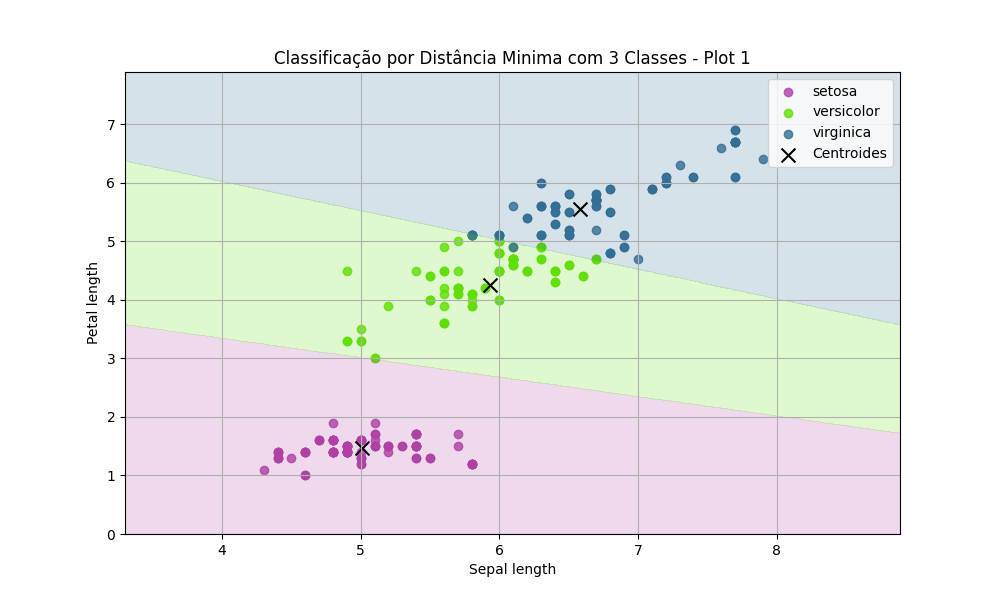 Classificação por Distância Minima com 3 Classes - Plot 1
setosa
versicolor
virginica
Centroides
Petal length
7
6
5
4
3
2
1
0
4 5 6 7 8
Sepal length